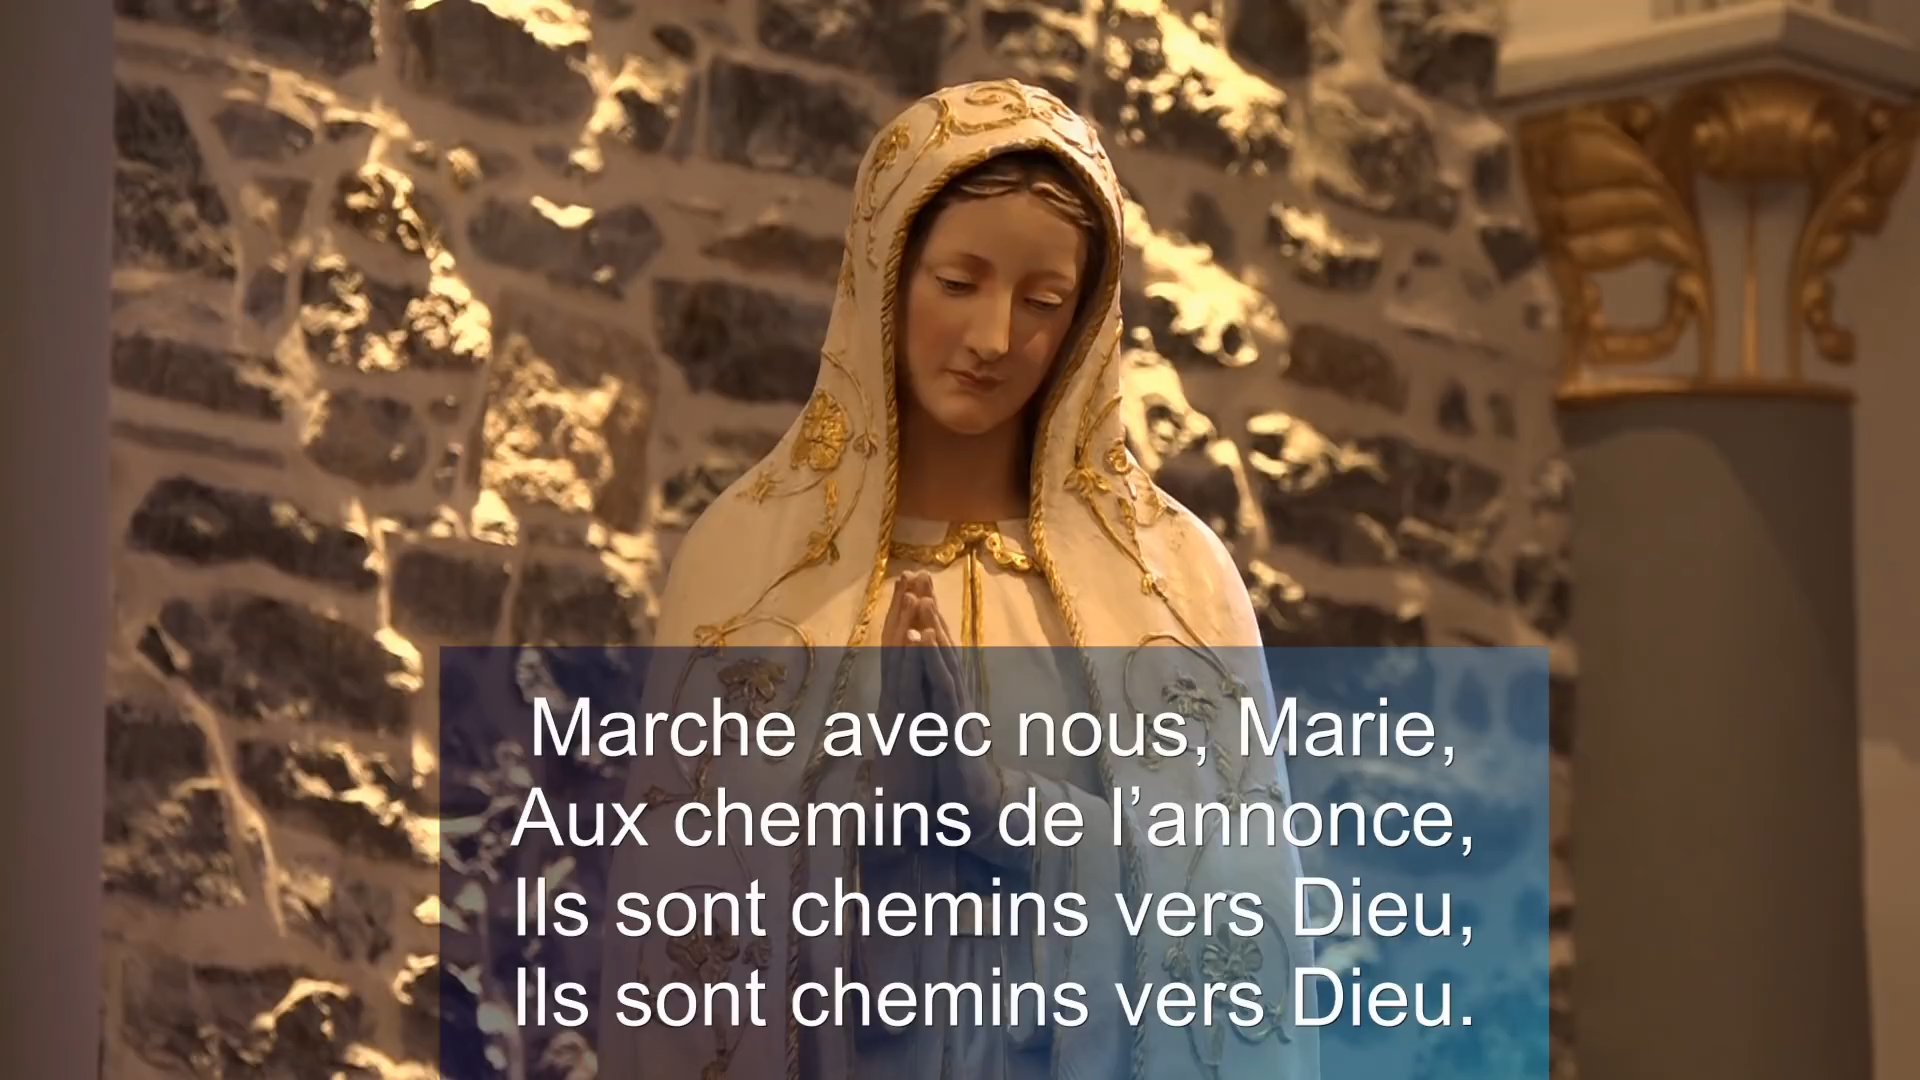 Marche avec nous, Marie,
Aux chemins de l’annonce,
Ils sont chemins vers Dieu,
Ils sont chemins vers Dieu.